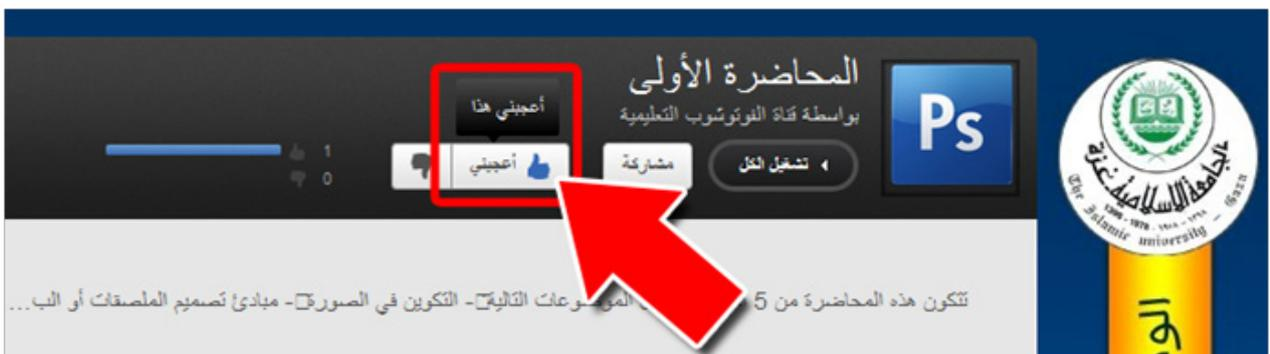 المحاضرة الأولى
بواسطة قناة الفوتوشوب التعليمية
تشغيل الكل
مشاركة
أعجبني هذا
أعجبني
1
0
Ps
تتكون هذه المحاضرة من 5 التالية - التكوين في الصورة - مبادئ تصميم الملصقات أو الب...
الجامعة الإسلامية - غزة
The Islamic University - Gaza